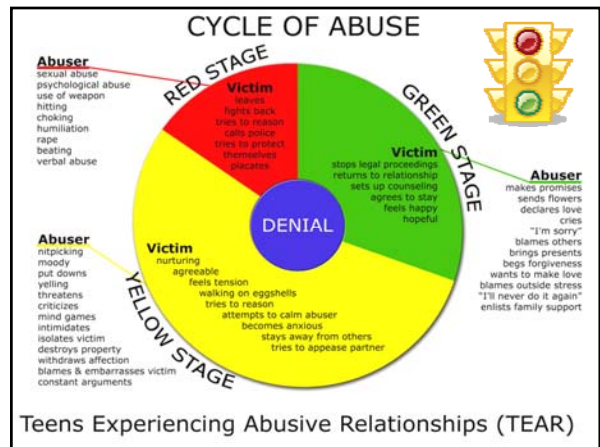 CYCLE OF ABUSE
RED STAGE
Abuser
sexual abuse
psychological abuse
use of weapon
hitting
choking
humiliation
rape
beating
verbal abuse
Victim
leaves
fights back
tries to reason
calls police
tries to protect
themselves
placates
GREEN STAGE
Victim
stops legal proceedings
returns to relationship
sets up counseling
agrees to stay
feels happy
hopeful
Abuser
makes promises
sends flowers
declares love
cries
"I'm sorry"
blames others
brings presents
begs forgiveness
wants to make love
blames outside stress
"I'll never do it again"
enlists family support
DENIAL
YELLOW STAGE
Abuser
nitpicking
moody
put downs
yelling
threatens
criticizes
mind games
intimidates
isolates victim
destroys property
withdraws affection
blames & embarrasses victim
constant arguments
Victim
nurturing
agreeable
feels tension
walking on eggshells
tries to reason
attempts to calm abuser
becomes anxious
stays away from others
tries to appease partner
Teens Experiencing Abusive Relationships (TEAR)